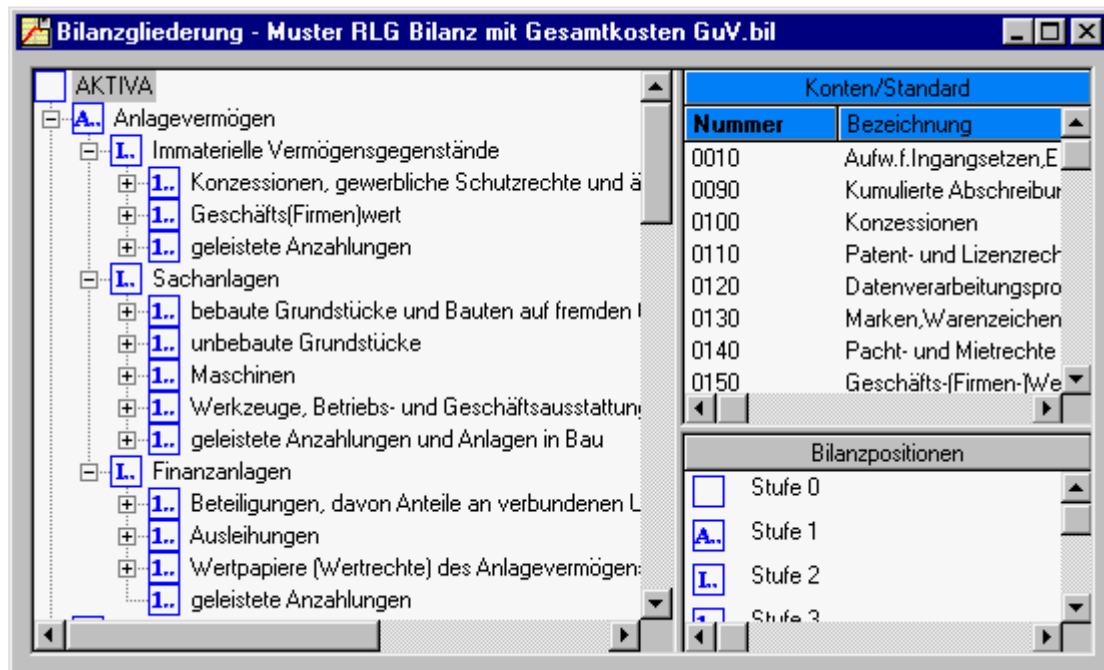 Bilanzgliederung - Muster RLG Bilanz mit Gesamtkosten GuV.bil
AKTIVA
A.. Anlagevermögen
I.. Immaterielle Vermögensgegenstände
1.. Konzessionen, gewerbliche Schutzrechte und ä
1.. Geschäfts(Firmen)wert
1.. geleistete Anzahlungen
I.. Sachanlagen
1.. bebaute Grundstücke und Bauten auf fremden
1.. unbebaute Grundstücke
1.. Maschinen
1.. Werkzeuge, Betriebs- und Geschäftsausstattung
1.. geleistete Anzahlungen und Anlagen in Bau
I.. Finanzanlagen
1.. Beteiligungen, davon Anteile an verbundenen U
1.. Ausleihungen
1.. Wertpapiere (Wertrechte) des Anlagevermögen
1.. geleistete Anzahlungen
Konten/Standard
Nummer Bezeichnung
0010 Aufw.f.Ingangsetzen,E
0090 Kumulierte Abschreibur
0100 Konzessionen
0110 Patent- und Lizenzrech
0120 Datenverarbeitungspro
0130 Marken,Warenzeichen
0140 Pacht- und Mietrechte
0150 Geschäfts-(Firmen-)We
Bilanzpositionen
Stufe 0
A.. Stufe 1
I.. Stufe 2
1.. Stufe 3